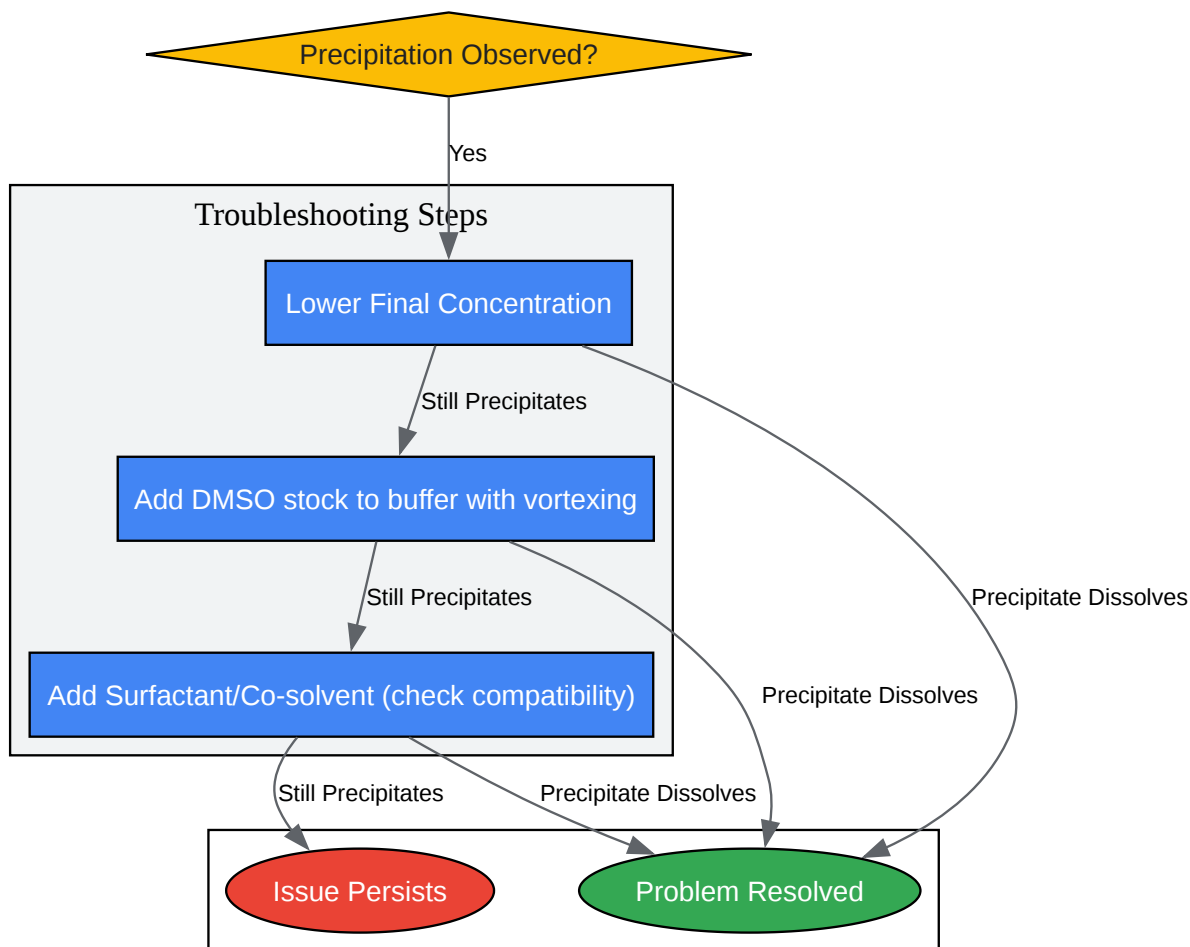 Precipitation Observed?
Yes
Troubleshooting Steps
Lower Final Concentration
Still Precipitates
Add DMSO stock to buffer with vortexing
Still Precipitates
Precipitate Dissolves
Add Surfactant/Co-solvent (check compatibility)
Precipitate Dissolves
Still Precipitates
Precipitate Dissolves
Issue Persists
Problem Resolved